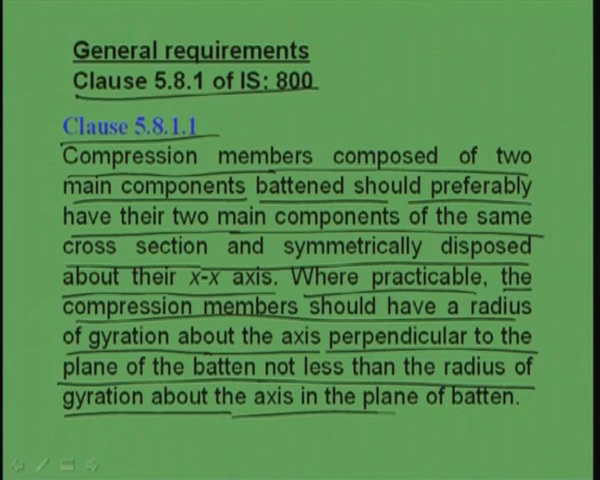 General requirements
Clause 5.8.1 of IS: 800
Clause 5.8.1.1
Compression members composed of two
main components battened should preferably
have their two main components of the same
cross section and symmetrically disposed
about their x-x axis. Where practicable, the
compression members should have a radius
of gyration about the axis perpendicular to the
plane of the batten not less than the radius of
gyration about the axis in the plane of batten.